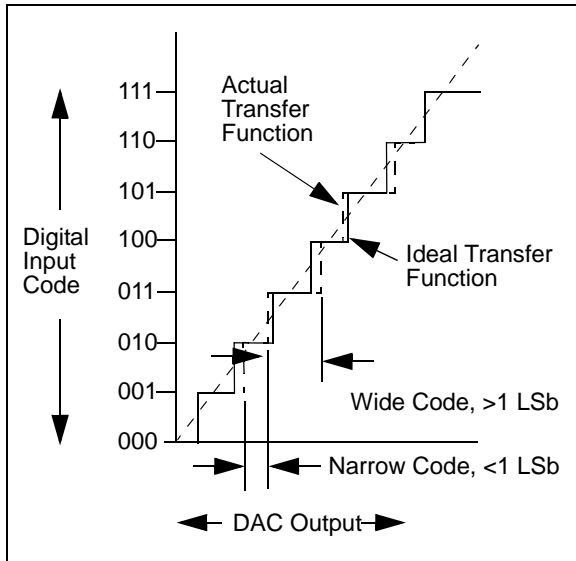 111
110
101
100
011
010
001
000
Digital
Input
Code
Actual
Transfer
Function
Ideal Transfer
Function
Wide Code, >1 LSb
Narrow Code, <1 LSb
DAC Output